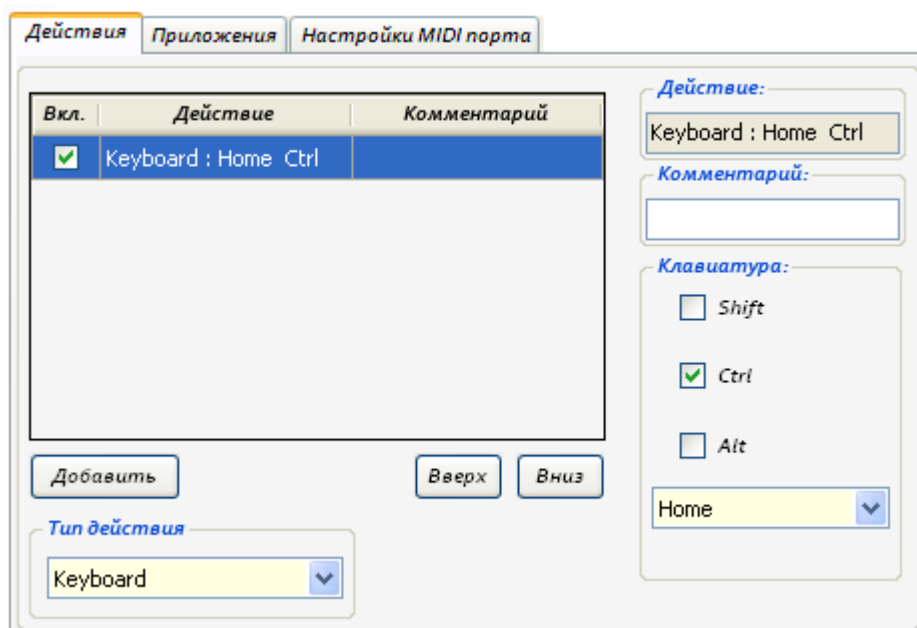 Действия Приложения Настройки MIDI порта
Вкл. Действие Комментарий
Keyboard : Home Ctrl
Добавить Вверх Вниз
Тип действия
Keyboard
Действие:
Keyboard : Home Ctrl
Комментарий:
Клавиатура:
Shift
Ctrl
Alt
Home